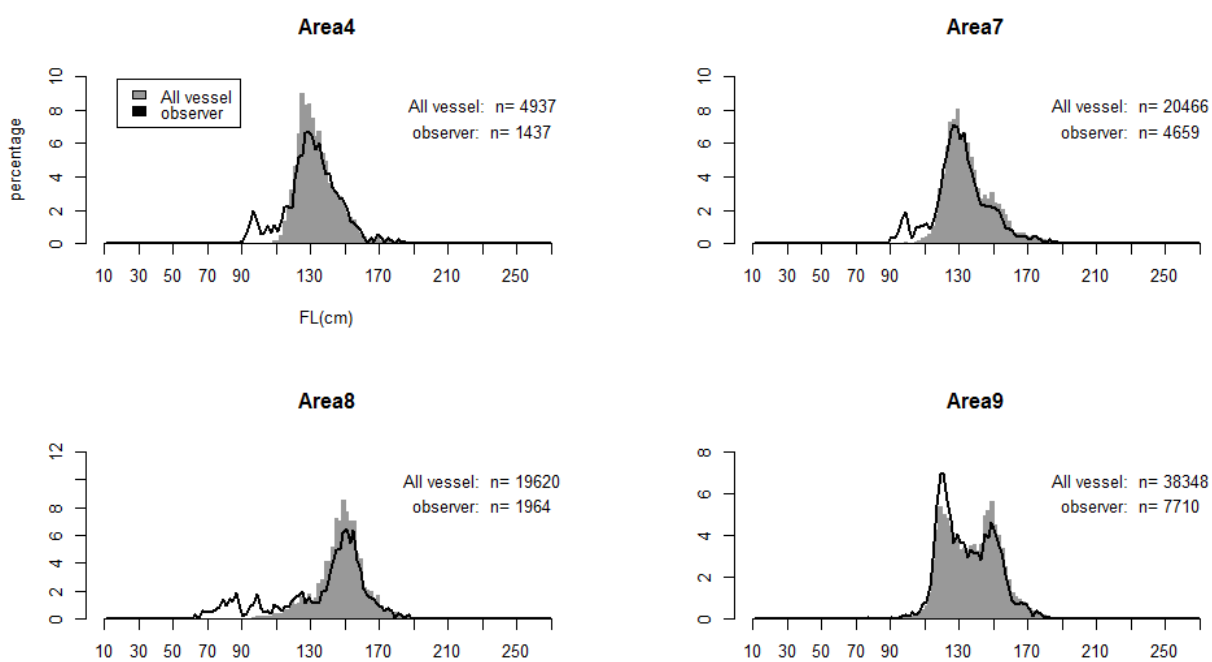 Area4
10
8
6
4
2
0
percentage
All vessel
observer
All vessel: n= 4937
observer: n= 1437
10 30 50 70 90 130 170 210 250
FL(cm)
Area7
10
8
6
4
2
0
All vessel: n= 20466
observer: n= 4659
10 30 50 70 90 130 170 210 250
Area8
12
8
6
4
2
0
All vessel: n= 19620
observer: n= 1964
10 30 50 70 90 130 170 210 250
Area9
8
6
4
2
0
All vessel: n= 38348
observer: n= 7710
10 30 50 70 90 130 170 210 250